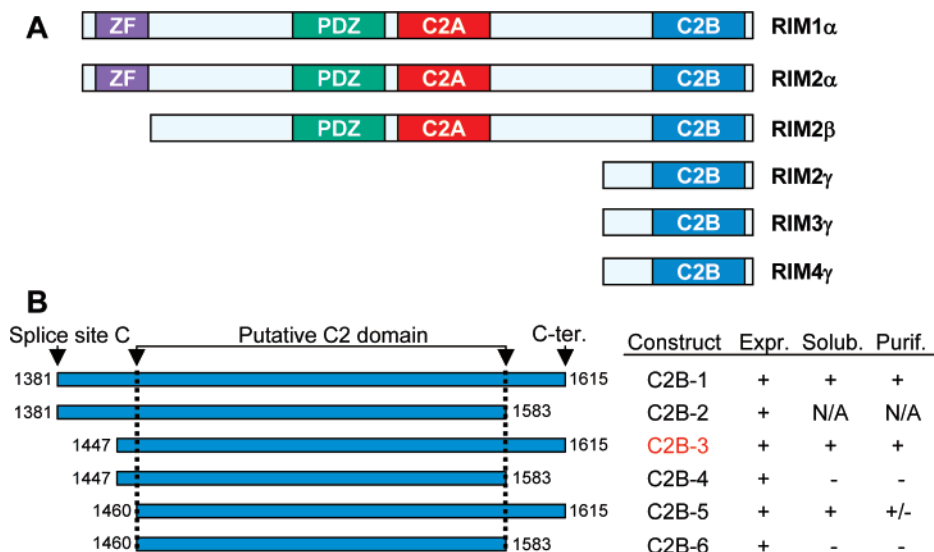 A
ZF PDZ C2A C2B RIM1α
ZF PDZ C2A C2B RIM2α
PDZ C2A C2B RIM2β
C2B RIM2γ
C2B RIM3γ
C2B RIM4γ
B
Splice site C Putative C2 domain C-ter. Construct Expr. Solub. Purif.
1381 1615 C2B-1 + + +
1381 1583 C2B-2 + N/A N/A
1447 1615 C2B-3 + + +
1447 1583 C2B-4 + - -
1460 1615 C2B-5 + + +/-
1460 1583 C2B-6 + - -